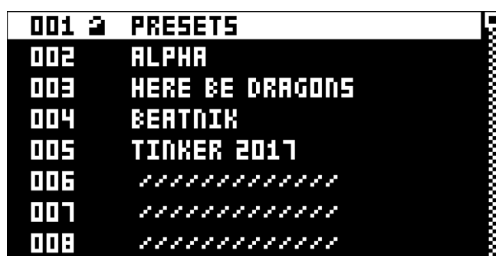 001 PRESETS
002 ALPHA
003 HERE BE DRAGONS
004 BEATNIK
005 TINKER 2017
006 /////////////
007 /////////////
008 /////////////